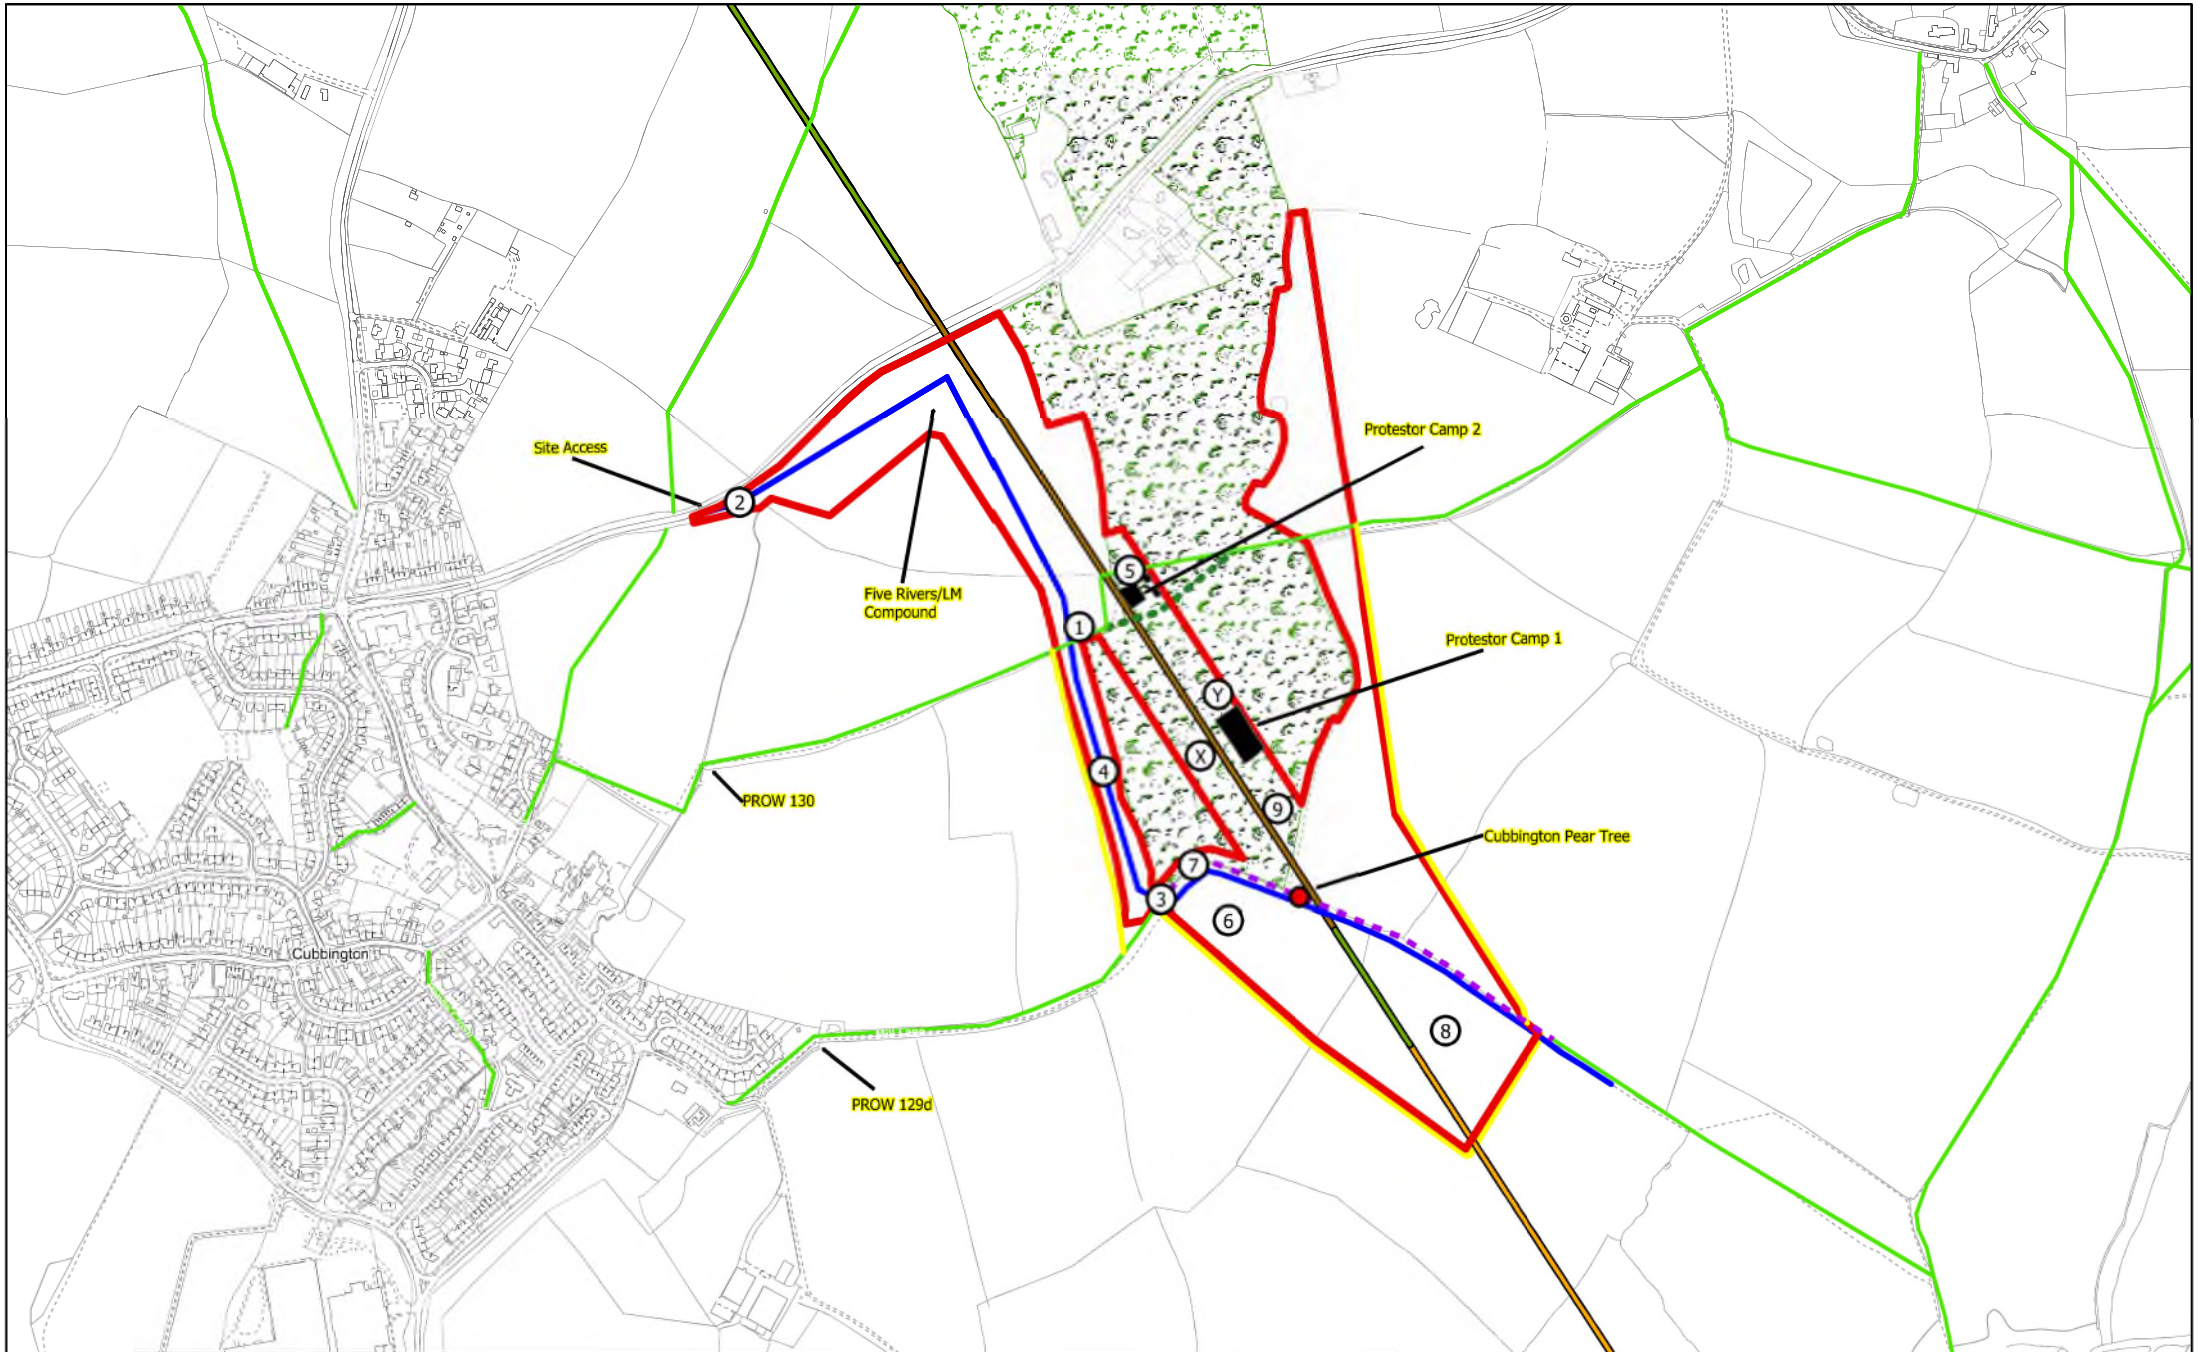 Protestor Camp 2
Site Access
2
5
Five Rivers/LM
Compound
1
Protestor Camp 1
Y
X
4
PROW 130
9
Cubbington Pear Tree
7
3
6
Cubbington
8
PROW 129d